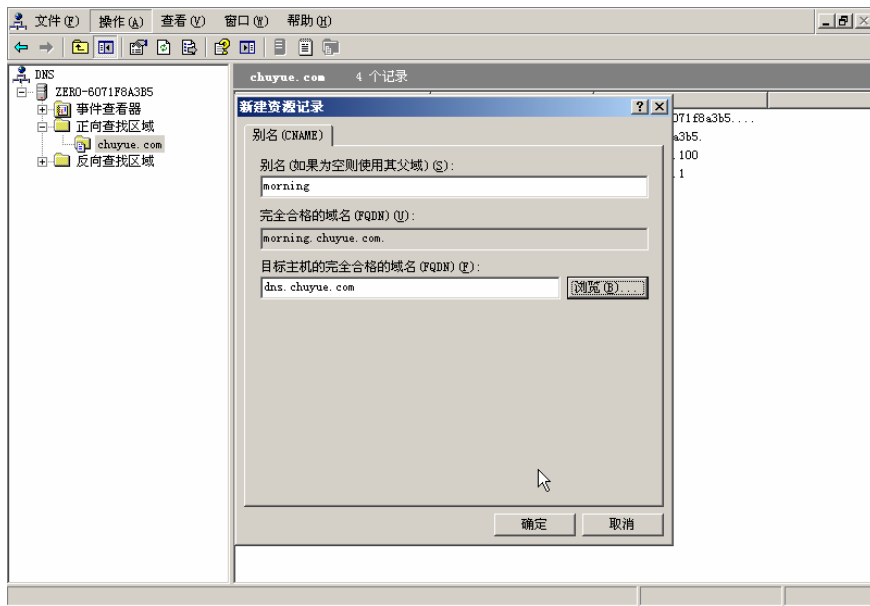 文件(F) 操作(A) 查看(V) 窗口(W) 帮助(H)
DNS
ZERO-6071F8A3B5
事件查看器
正向查找区域
chuyue.com
反向查找区域
chuyue.com 4 个记录
071f8a3b5....
a3b5.
.100
.1
新建资源记录
别名(CNAME)
别名(如果为空则使用其父域)(S):
morning
完全合格的域名(FQDN)(U):
morning.chuyue.com.
目标主机的完全合格的域名(FQDN)(F):
dns.chuyue.com
浏览(B)...
确定 取消